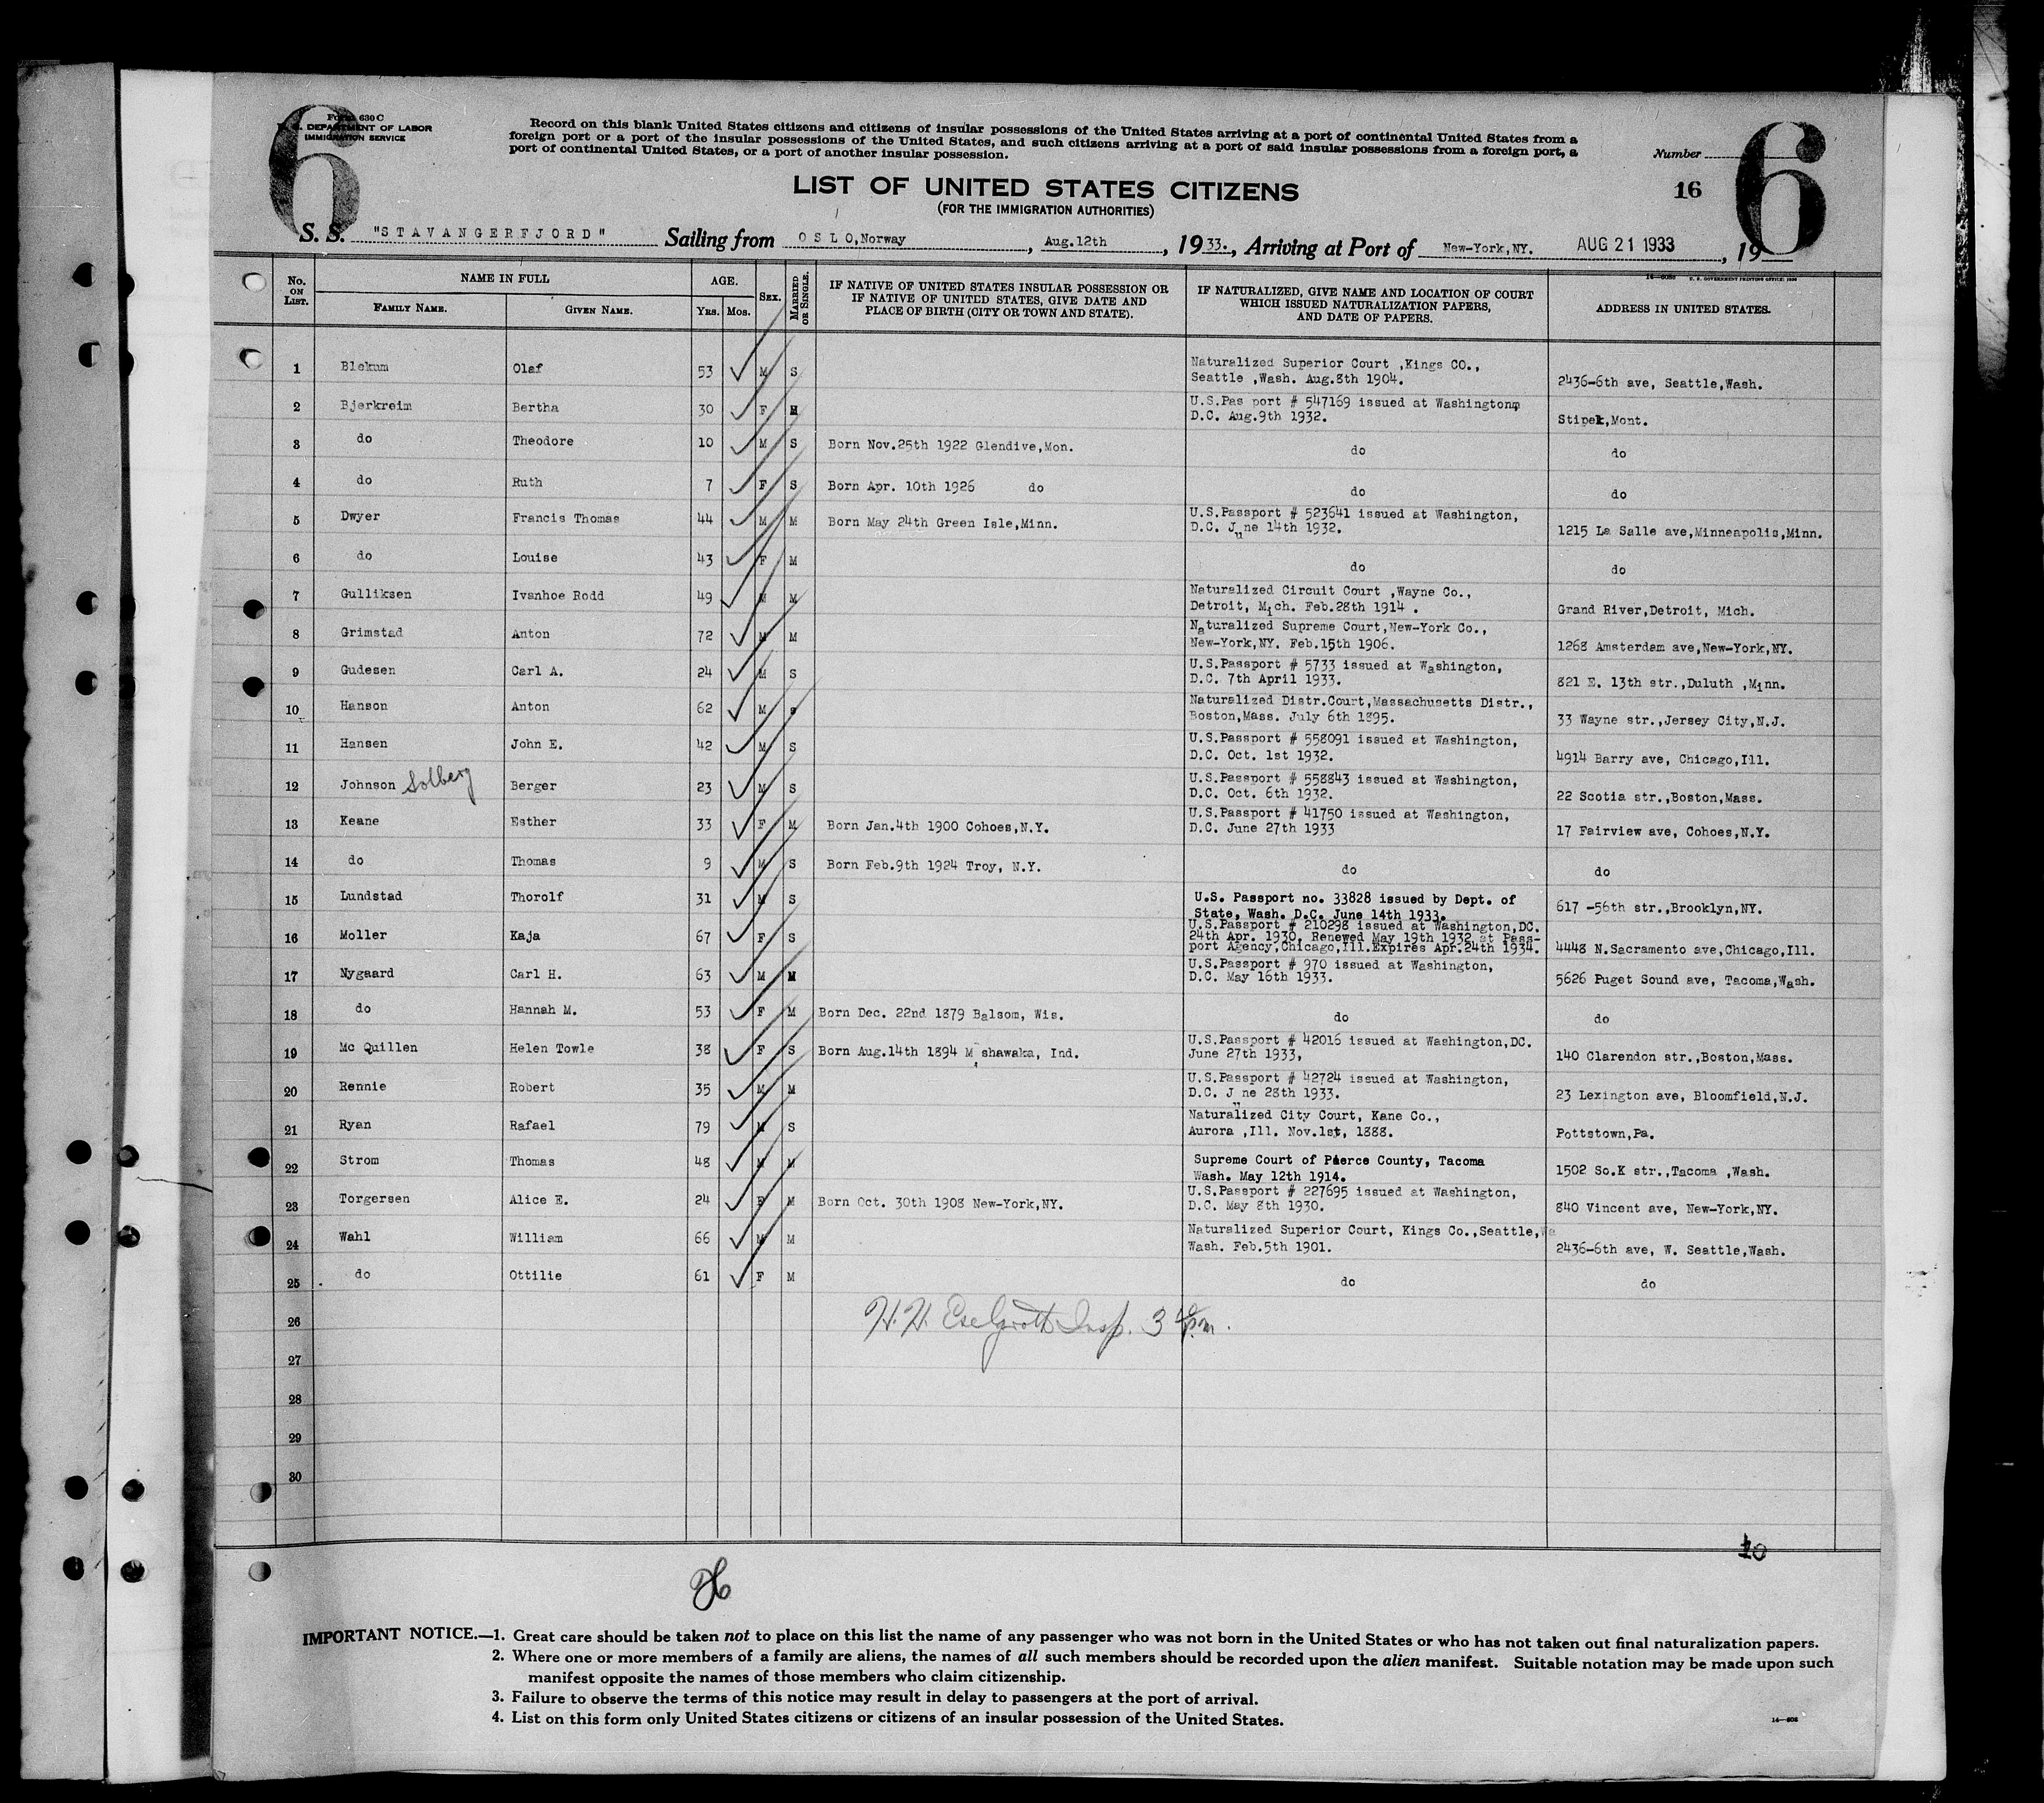 6
Form 630 C
U. S. DEPARTMENT OF LABOR
IMMIGRATION SERVICE
Record on this blank United States citizens and citizens of insular possessions of the United States arriving at a port of continental United States from a
foreign port or a port of the insular possessions of the United States, and such citizens arriving at a port of said insular possessions from a foreign port, a
port of continental United States, or a port of another insular possession.
Number
6
LIST OF UNITED STATES CITIZENS
16
(FOR THE IMMIGRATION AUTHORITIES)
S. S. "STAVANGERFJORD" Sailing from OSLO,Norway, Aug.12th, 1933., Arriving at Port of New-York,NY. AUG 21 1933, 19
14—6086 U. S. GOVERNMENT PRINTING OFFICE: 1930
No. ON LIST. NAME IN FULL FAMILY NAME. GIVEN NAME. AGE. YRS. MOS. SEX. MARRIED OR SINGLE. IF NATIVE OF UNITED STATES INSULAR POSSESSION OR IF NATIVE OF UNITED STATES, GIVE DATE AND PLACE OF BIRTH (CITY OR TOWN AND STATE). IF NATURALIZED, GIVE NAME AND LOCATION OF COURT WHICH ISSUED NATURALIZATION PAPERS, AND DATE OF PAPERS. ADDRESS IN UNITED STATES.
1 Blekum Olaf 53 M S Naturalized Superior Court ,Kings CO., Seattle ,Wash. Aug.8th 1904. 2436-6th ave, Seattle,Wash.
2 Bjerkreim Bertha 30 F M U.S.Pas port # 547169 issued at Washington, D.C. Aug.9th 1932. Stipek,Mont.
3 do Theodore 10 M S Born Nov.25th 1922 Glendive,Mon. do do
4 do Ruth 7 F S Born Apr. 10th 1926 do do do
5 Dwyer Francis Thomas 44 M M Born May 24th Green Isle,Minn. U.S.Passport # 523641 issued at Washington, D.C. June 14th 1932. 1215 La Salle ave,Minneapolis,Minn.
6 do Louise 43 F M do do
7 Gulliksen Ivanhoe Rodd 49 M M Naturalized Circuit Court ,Wayne Co., Detroit, Mich. Feb.28th 1914 . Grand River,Detroit, Mich.
8 Grimstad Anton 72 M M Naturalized Supreme Court,New-York Co., New-York,NY. Feb.15th 1906. 1268 Amsterdam ave,New-York,NY.
9 Gudesen Carl A. 24 M S U.S.Passport # 5733 issued at Washington, D.C. 7th April 1933. 821 E. 13th str.,Duluth ,Minn.
10 Hanson Anton 62 M S Naturalized Distr.Court,Massachusetts Distr., Boston,Mass. July 6th 1895. 33 Wayne str.,Jersey City,N.J.
11 Hansen John E. 42 M S U.S.Passport # 558091 issued at Washington, D.C. Oct. 1st 1932. 4914 Barry ave, Chicago,Ill.
12 Johnson Solberg Berger 23 M S U.S.Passport # 558843 issued at Washington, D.C. Oct. 6th 1932. 22 Scotia str.,Boston,Mass.
13 Keane Esther 33 F M Born Jan.4th 1900 Cohoes,N.Y. U.S.Passport # 41750 issued at Washington, D.C. June 27th 1933 17 Fairview ave, Cohoes,N.Y.
14 do Thomas 9 M S Born Feb.9th 1924 Troy, N.Y. do do
15 Lundstad Thorolf 31 M S U.S. Passport no. 33828 issued by Dept. of State, Wash. D.C. June 14th 1933. 617 -56th str.,Brooklyn,NY.
16 Moller Kaja 67 F S U.S.Passport # 210298 issued at Washington,DC. 24th Apr. 1930, Renewed May 19th 1932 at Pass- port Agency,Chicago,Ill.Expires Apr.24th 1934. 4448 N.Sacramento ave,Chicago,Ill.
17 Nygaard Carl H. 63 M M U.S.Passport # 970 issued at Washington, D.C. May 16th 1933. 5626 Puget Sound ave, Tacoma,Wash.
18 do Hannah M. 53 F M Born Dec. 22nd 1879 Balsom, Wis. do do
19 Mc Quillen Helen Towle 38 F S Born Aug.14th 1894 M shawaka, Ind. U.S.Passport # 42016 issued at Washington,DC. June 27th 1933, 140 Clarendon str.,Boston,Mass.
20 Rennie Robert 35 M M U.S.Passport # 42724 issued at Washington, D.C. June 28th 1933. 23 Lexington ave, Bloomfield,N.J.
21 Ryan Rafael 79 M S Naturalized City Court, Kane Co., Aurora ,Ill. Nov.1st, 1888. Pottstown,Pa.
22 Strom Thomas 48 M M Supreme Court of Pierce County, Tacoma Wash. May 12th 1914. 1502 So.K str.,Tacoma ,Wash.
23 Torgersen Alice E. 24 F M Born Oct. 30th 1908 New-York,NY. U.S.Passport # 227695 issued at Washington, D.C. May 8th 1930. 840 Vincent ave, New-York,NY.
24 Wahl William 66 M M Naturalized Superior Court, Kings Co.,Seattle,Wa Wash. Feb.5th 1901. 2436-6th ave, W. Seattle,Wash.
25 do Ottilie 61 F M do do
26 H. H. Insp. 3
27
28
29
30
10
IMPORTANT NOTICE.—1. Great care should be taken not to place on this list the name of any passenger who was not born in the United States or who has not taken out final naturalization papers.
2. Where one or more members of a family are aliens, the names of all such members should be recorded upon the alien manifest. Suitable notation may be made upon such
manifest opposite the names of those members who claim citizenship.
3. Failure to observe the terms of this notice may result in delay to passengers at the port of arrival.
4. List on this form only United States citizens or citizens of an insular possession of the United States.